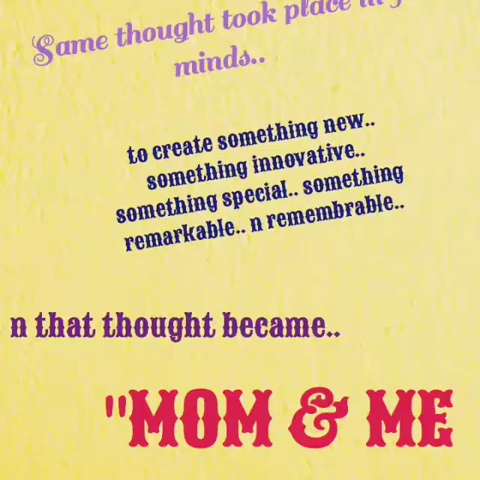 Same thought took place in
minds..
to create something new..
something innovative..
something special.. something
remarkable.. n remembrable..
n that thought became..
"MOM & ME